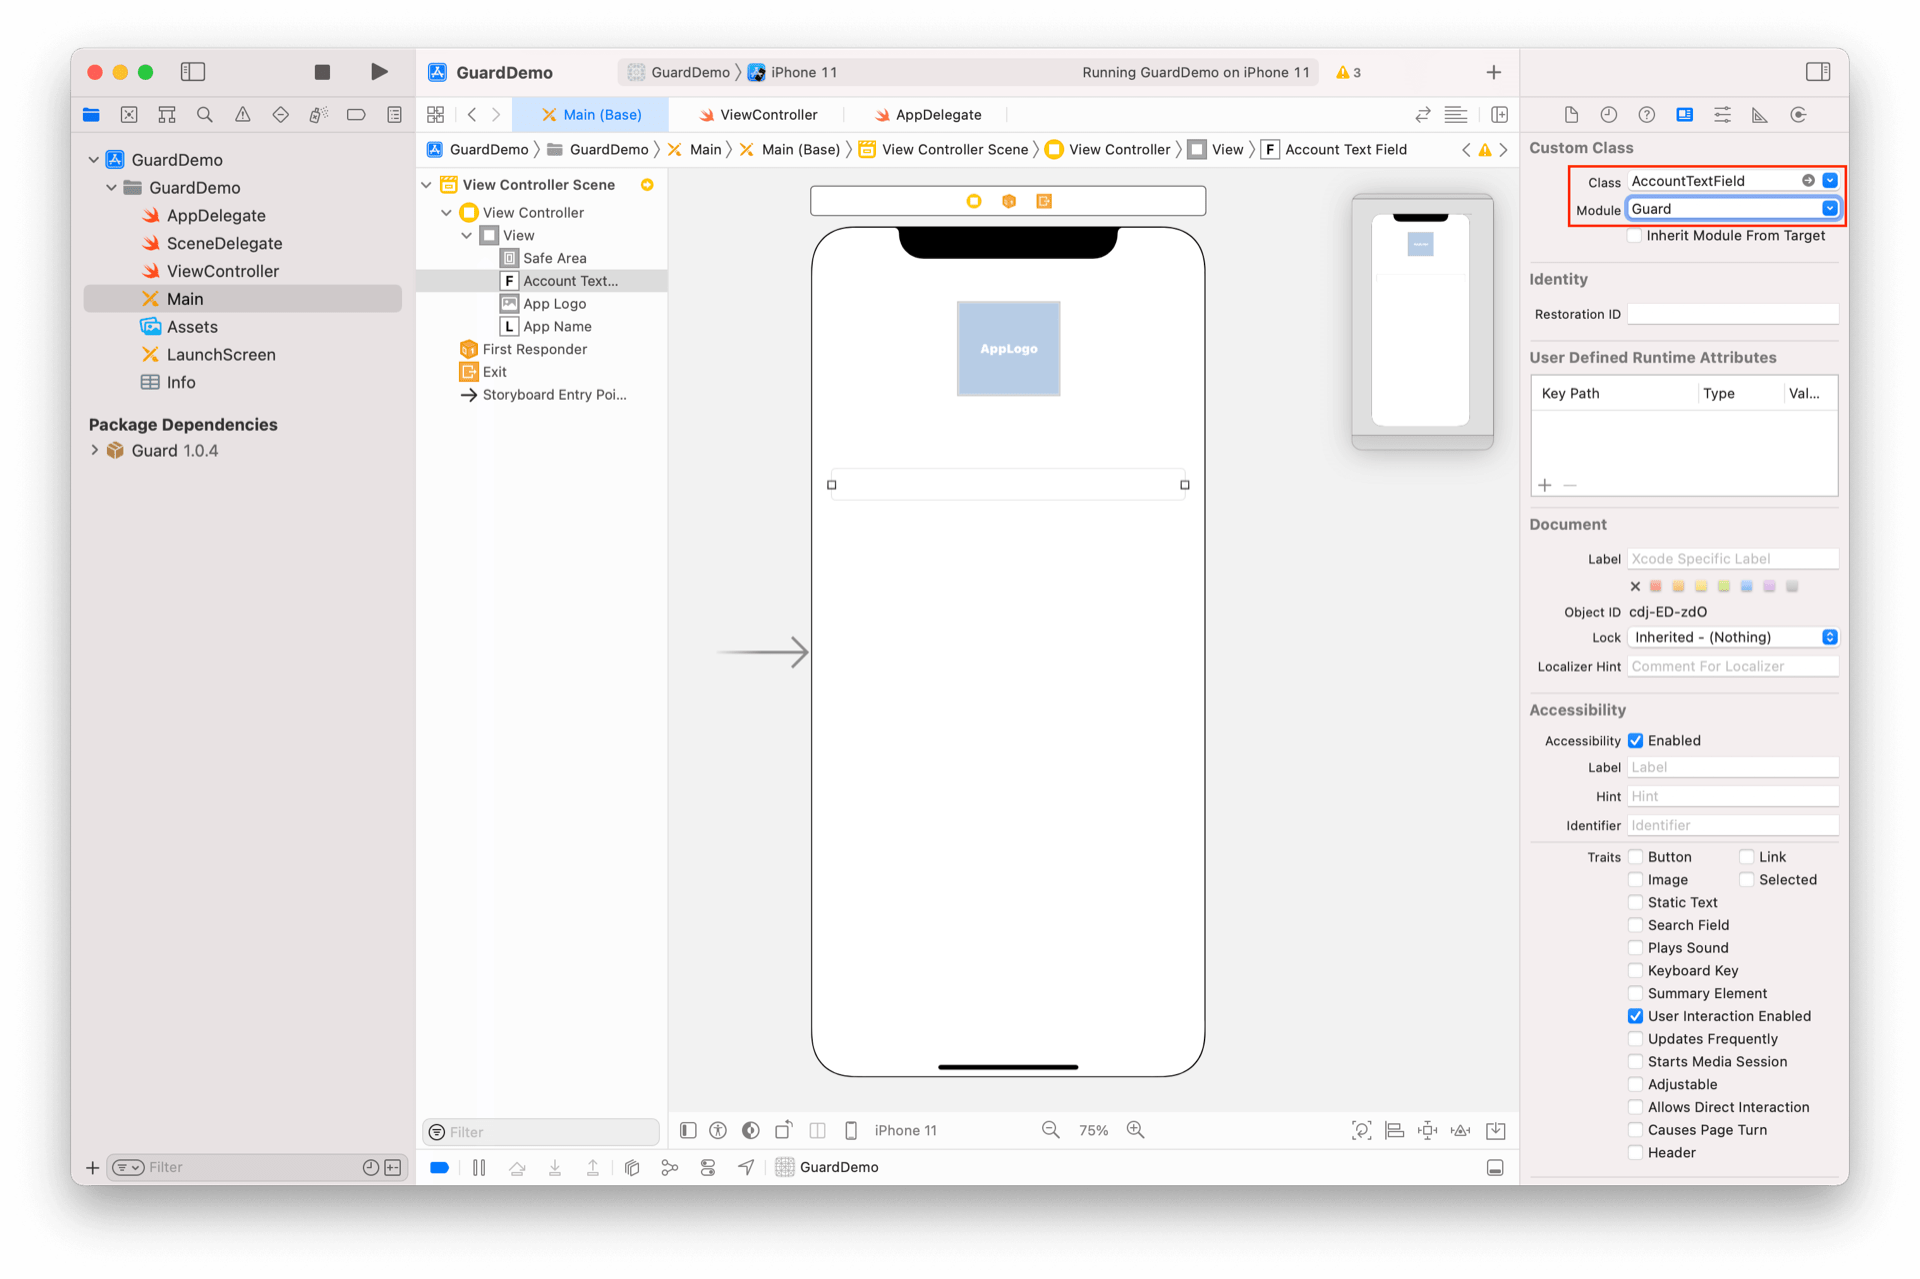 GuardDemo
GuardDemo
iPhone 11
Running GuardDemo on iPhone 11
3
Main (Base)
ViewController
AppDelegate
GuardDemo
GuardDemo
Main
Main (Base)
View Controller Scene
View Controller
View
F
Account Text Field
GuardDemo
GuardDemo
AppDelegate
SceneDelegate
ViewController
Main
Assets
LaunchScreen
Info
Package Dependencies
Guard 1.0.4
Filter
View Controller Scene
View Controller
View
Safe Area
F Account Text...
App Logo
L App Name
First Responder
Exit
Storyboard Entry Poi...
Filter
AppLogo
iPhone 11
75%
GuardDemo
Custom Class
Class AccountTextField
Module Guard
Inherit Module From Target
Identity
Restoration ID
User Defined Runtime Attributes
Key Path Type Val...
Document
Label Xcode Specific Label
Object ID cdj-ED-zdO
Lock Inherited - (Nothing)
Localizer Hint Comment For Localizer
Accessibility
Accessibility Enabled
Label Label
Hint Hint
Identifier Identifier
Traits Button Link
Image Selected
Static Text
Search Field
Plays Sound
Keyboard Key
Summary Element
User Interaction Enabled
Updates Frequently
Starts Media Session
Adjustable
Allows Direct Interaction
Causes Page Turn
Header